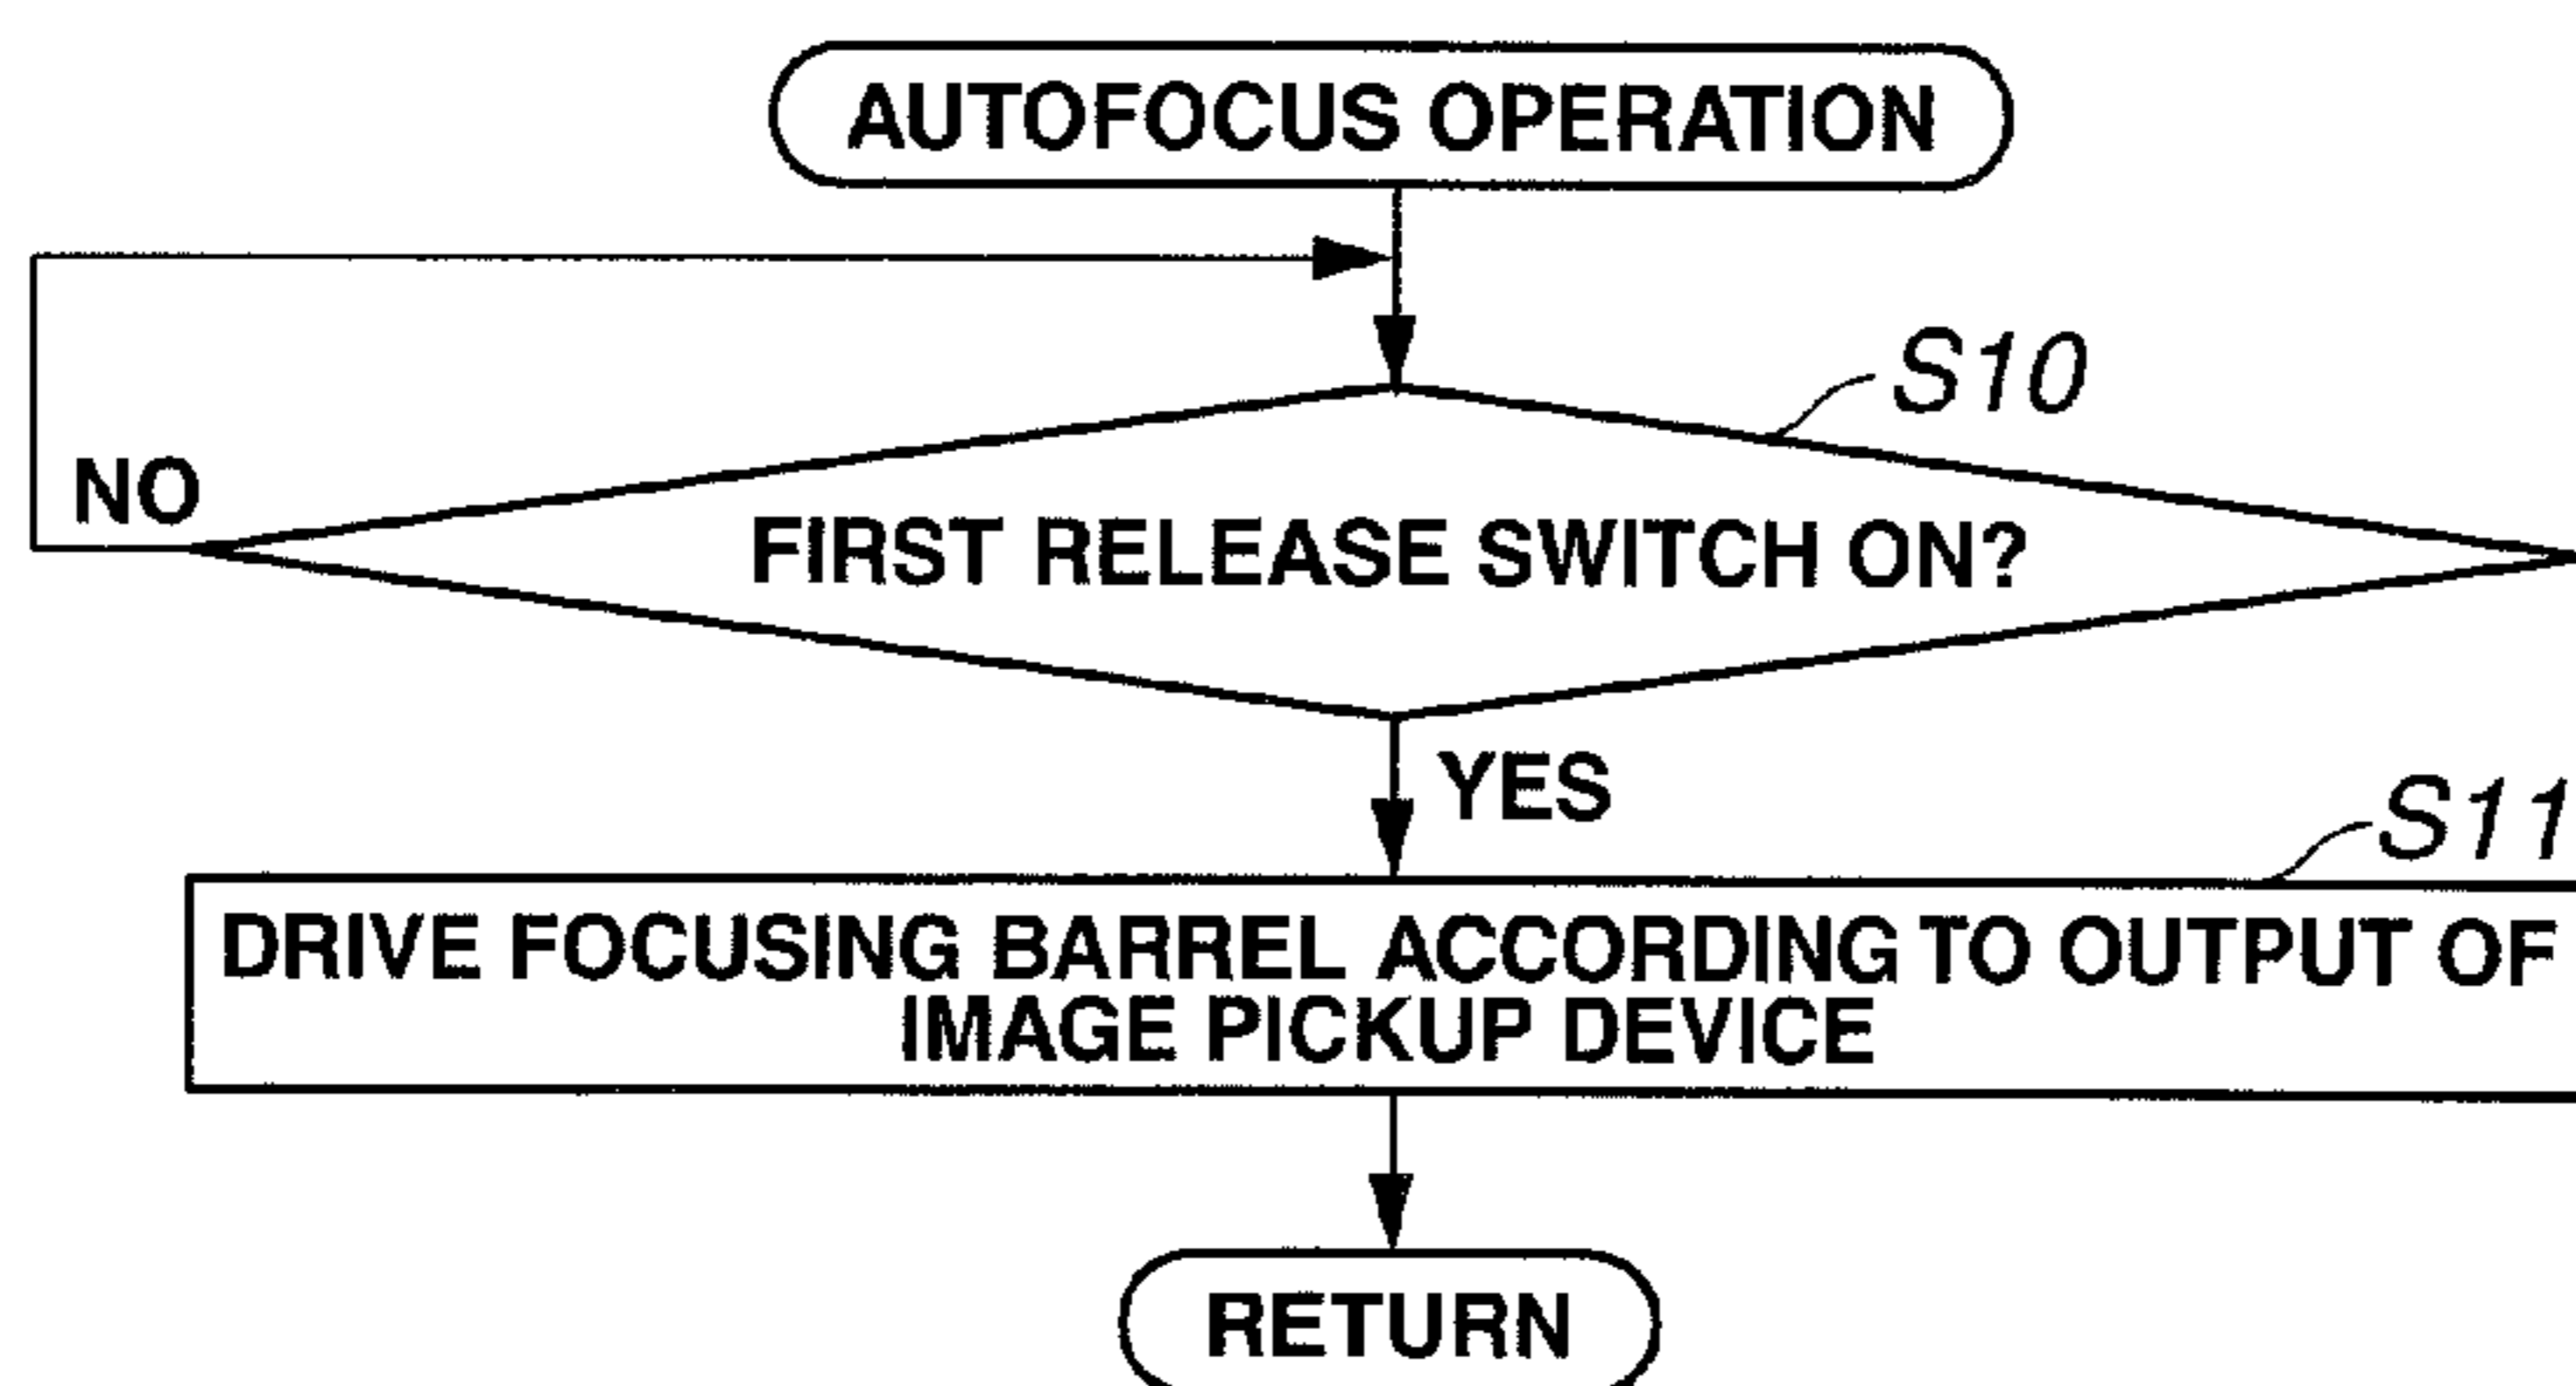 AUTOFOCUS OPERATION
S10
NO
FIRST RELEASE SWITCH ON?
YES
S11
DRIVE FOCUSING BARREL ACCORDING TO OUTPUT OF
IMAGE PICKUP DEVICE
RETURN